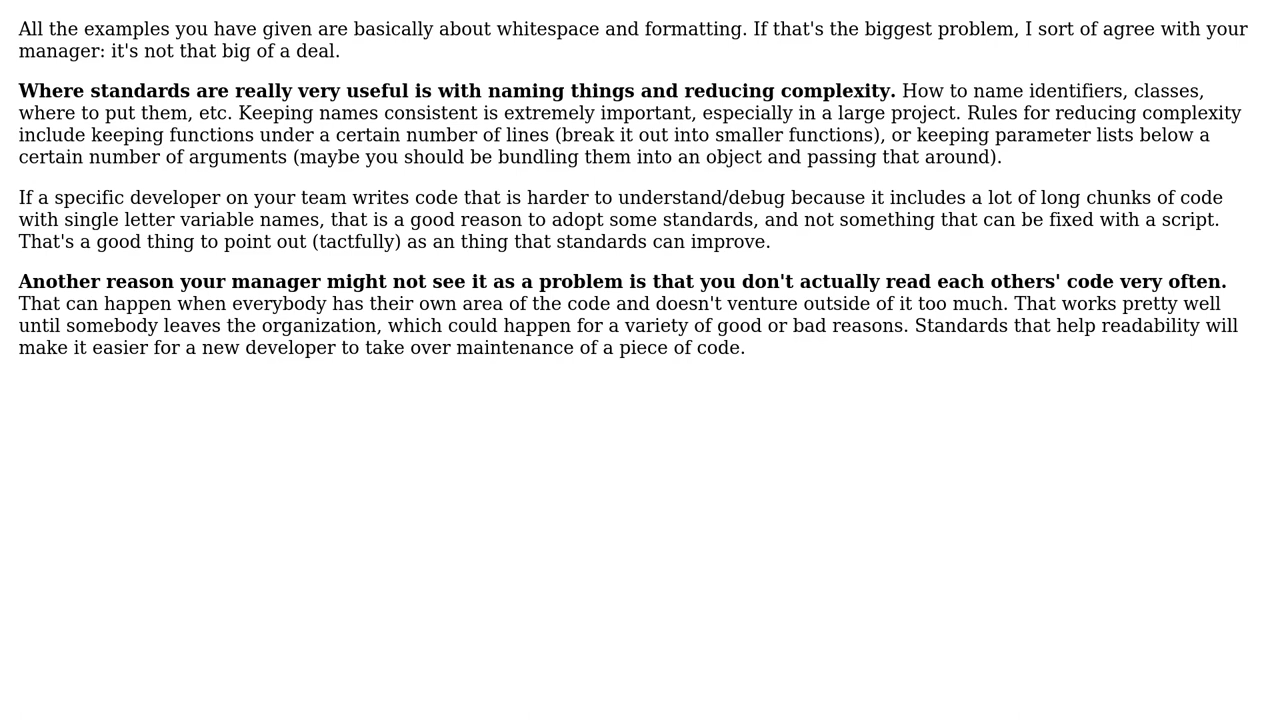 All the examples you have given are basically about whitespace and formatting. If that's the biggest problem, I sort of agree with your
manager: it's not that big of a deal.
Where standards are really very useful is with naming things and reducing complexity. How to name identifiers, classes,
where to put them, etc. Keeping names consistent is extremely important, especially in a large project. Rules for reducing complexity
include keeping functions under a certain number of lines (break it out into smaller functions), or keeping parameter lists below a
certain number of arguments (maybe you should be bundling them into an object and passing that around).
If a specific developer on your team writes code that is harder to understand/debug because it includes a lot of long chunks of code
with single letter variable names, that is a good reason to adopt some standards, and not something that can be fixed with a script.
That's a good thing to point out (tactfully) as an thing that standards can improve.
Another reason your manager might not see it as a problem is that you don't actually read each others' code very often.
That can happen when everybody has their own area of the code and doesn't venture outside of it too much. That works pretty well
until somebody leaves the organization, which could happen for a variety of good or bad reasons. Standards that help readability will
make it easier for a new developer to take over maintenance of a piece of code.